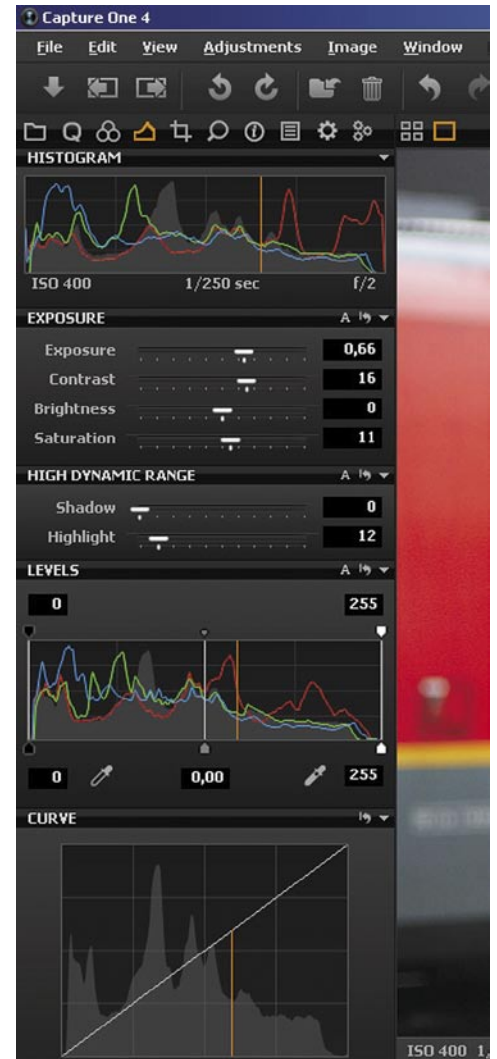 Capture One 4
File Edit View Adjustments Image Window
HISTOGRAM
ISO 400 1/250 sec f/2
EXPOSURE A
Exposure 0,66
Contrast 16
Brightness 0
Saturation 11
HIGH DYNAMIC RANGE A
Shadow 0
Highlight 12
LEVELS A
0 255
0 0,00 255
CURVE
ISO 400 1